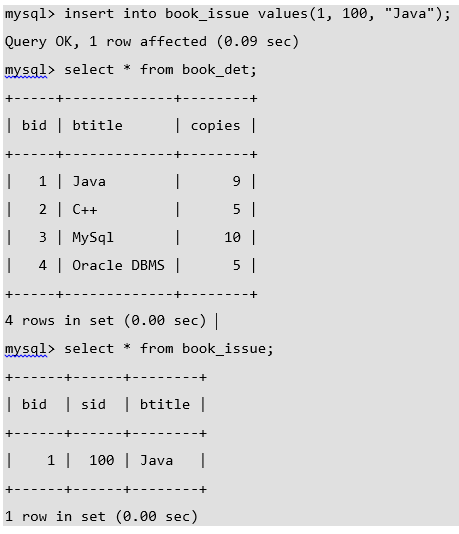 mysql> insert into book_issue values(1, 100, "Java");
Query OK, 1 row affected (0.09 sec)
mysql> select * from book_det;
+-----+-------------+--------+
| bid | btitle      | copies |
+-----+-------------+--------+
|   1 | Java        |      9 |
|   2 | C++         |      5 |
|   3 | MySql       |     10 |
|   4 | Oracle DBMS |      5 |
+-----+-------------+--------+
4 rows in set (0.00 sec)
mysql> select * from book_issue;
+------+------+--------+
| bid  | sid  | btitle |
+------+------+--------+
|    1 |  100 | Java   |
+------+------+--------+
1 row in set (0.00 sec)